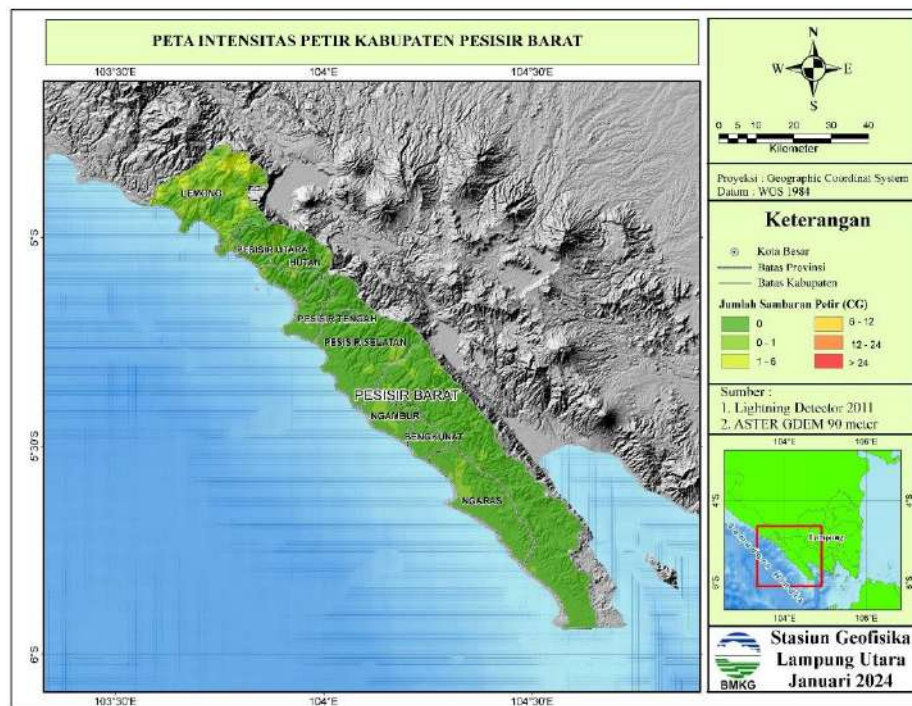 PETA INTENSITAS PETIR KABUPATEN PESISIR BARAT
103°30'E 104°E 104°30'E
5°S
5°30'S
6°S
LEMONG
PESISIR UTARA
HUTAN
PESISIR TENGAH
PESISIR SELATAN
PESISIR BARAT
NGAMBUR
BENGKUNAT
NGARAS
103°30'E 104°E 104°30'E
N
W E
S
0 5 10 20 30 40
Kilometer
Proyeksi : Geographic Coordinat System
Datum : WGS 1984
Keterangan
Kota Besar
Batas Provinsi
Batas Kabupaten
Jumlah Sambaran Petir (CG)
0 6 - 12
0 - 1 12 - 24
1 - 6 > 24
Sumber :
1. Lightning Detector 2011
2. ASTER GDEM 90 meter
104°E 106°E
4°S
6°S
Lampung
Samudera Hindia
104°E 106°E
BMKG
Stasiun Geofisika
Lampung Utara
Januari 2024